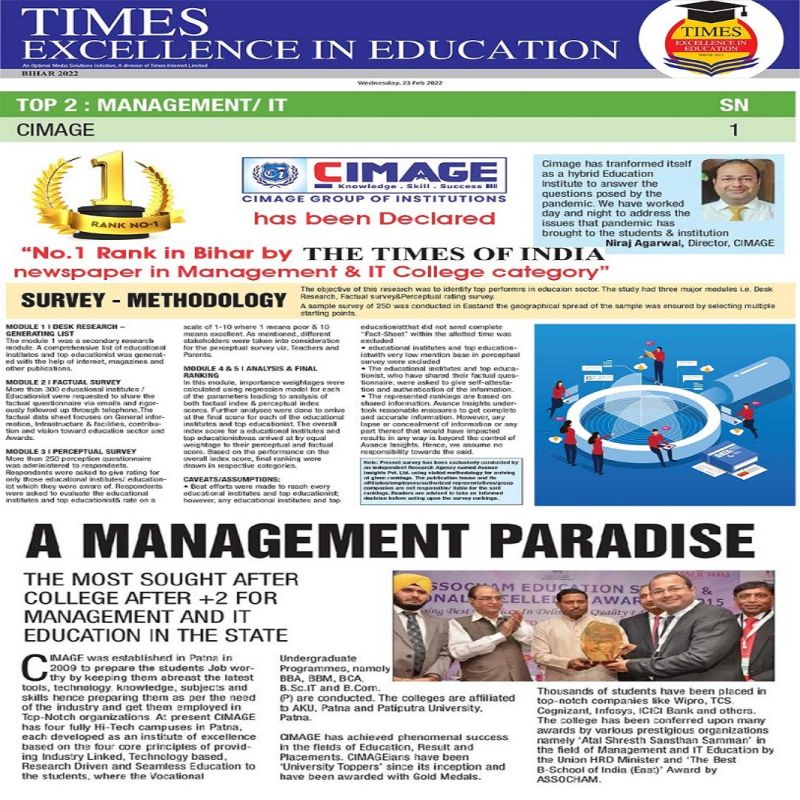 TIMES
EXCELLENCE IN EDUCATION
An Optimal Media Solutions Initiative, A division of Times Internet Limited
BIHAR 2022
TIMES
EXCELLENCE IN
EDUCATION
BIHAR 2022
Wednesday, 23 Feb 2022
TOP 2 : MANAGEMENT/ IT SN
CIMAGE 1
1
RANK NO-1
CIMAGE
Knowledge . Skill . Success
CIMAGE GROUP OF INSTITUTIONS
has been Declared
Cimage has tranformed itself
as a hybrid Education
Institute to answer the
questions posed by the
pandemic. We have worked
day and night to address the
issues that pandemic has
brought to the students & institution
Niraj Agarwal, Director, CIMAGE
"No.1 Rank in Bihar by THE TIMES OF INDIA
newspaper in Management & IT College category"
SURVEY - METHODOLOGY
The objective of this research was to identify top performs in educaion sector. The study had three major modules i.e. Desk
Research, Factual survey&Perceptual rating survey.
A sample survey of 250 was conducted in Eastand the geographical spread of the sample was ensured by selecting multiple
starting points.
MODULE 1 I DESK RESEARCH –
GENERATING LIST
The module 1 was a secondary research
module. A comprehensive list of educational
institutes and top educationist was generat-
ed with the help of internet, magazines and
other publications.
MODULE 2 I FACTUAL SURVEY
More than 300 educational institutes /
Educationist were requested to share the
factual questionnaire via emails and rigor-
ously followed up through telephone.The
factual data sheet focuses on General infor-
mation, Infrastructure & facilities, contribu-
tion and vision toward education sector and
Awards.
MODULE 3 I PERCEPTUAL SURVEY
More than 250 perception questionnaire
was administered to respondents.
Respondents were asked to give rating for
only those educational institutes/ education-
ist which they were aware of. Respondents
were asked to evaluate the educational
institutes and top educationist& rate on a
scale of 1-10 where 1 means poor & 10
means excellent. As mentioned, different
stakeholders were taken into consideration
for the perceptual survey viz. Teachers and
Parents.
MODULE 4 & 5 I ANALYSIS & FINAL
RANKING
In this module, importance weightages were
calculated using regression model for each
of the parameters leading to analysis of
both factual index & perceptual index
scores. Further analyses were done to arrive
at the final score for each of the educational
institutes and top educationist. The overall
index score for a educational institutes and
top educationistwas arrived at by equal
weightage to their perceptual and factual
score. Based on the performance on the
overall index score, final ranking were
drawn in respective categories.
CAVEATS/ASSUMPTIONS:
• Best efforts were made to reach every
educational institutes and top educationist;
however, any educational institutes and top
educationistthat did not send complete
"Fact-Sheet" within the allotted time was
excluded
• educational institutes and top education-
istwith very low mention base in perceptual
survey were excluded
• The educational institutes and top educa-
tionist, who have shared their factual ques-
tionnaire, were asked to give self-attesta-
tion and authentication of the information.
• The represented rankings are based on
shared information. Avance Insights under-
took reasonable measures to get complete
and accurate information. However, any
lapse or concealment of information or any
part thereof that would have impacted
results in any way is beyond the control of
Avance Insights. Hence, we assume no
responsibility towards the said.
Note: Present survey has been exclusively conducted by
an independent Research Agency named Avance
Insights Pvt. Ltd. using visited methodology for arriving
at given rankings. The publication house and its
affiliates/employees/authorized representatives/group
companies are not responsible/ liable for the said
rankings. Readers are advised to take an informed
decision before acting upon the survey rankings.
A MANAGEMENT PARADISE
THE MOST SOUGHT AFTER
COLLEGE AFTER +2 FOR
MANAGEMENT AND IT
EDUCATION IN THE STATE
CIMAGE was established in Patna in
2009 to prepare the students Job wor-
thy by keeping them abreast the latest
tools, technology, knowledge, subjects and
skills hence preparing them as per the need
of the industry and get them employed in
Top-Notch organizations. At present CIMAGE
has four fully Hi-Tech campuses in Patna,
each developed as an institute of excellence
based on the four core principles of provid-
ing Industry Linked, Technology based,
Research Driven and Seamless Education to
the students, where the Vocational
Undergraduate
Programmes, namely
BBA, BBM, BCA,
B.Sc.IT and B.Com.
(P) are conducted. The colleges are affiliated
to AKU, Patna and Patliputra University,
Patna.
CIMAGE has achieved phenomenal success
in the fields of Education, Result and
Placements. CIMAGEians have been
'University Toppers' since its inception and
have been awarded with Gold Medals.
ASSOCHAM
SSOCHAM EDUCATION S &
ONAL EXCELLENCE AWAR 2015
Thousands of students have been placed in
top-notch companies like Wipro, TCS,
Cognizant, Infosys, ICICI Bank and others.
The college has been conferred upon many
awards by various prestigious organizations
namely 'Atal Shresth Sansthan Samman' in
the field of Management and IT Education by
the Union HRD Minister and 'The Best
B-School of India (East)' Award by
ASSOCHAM.